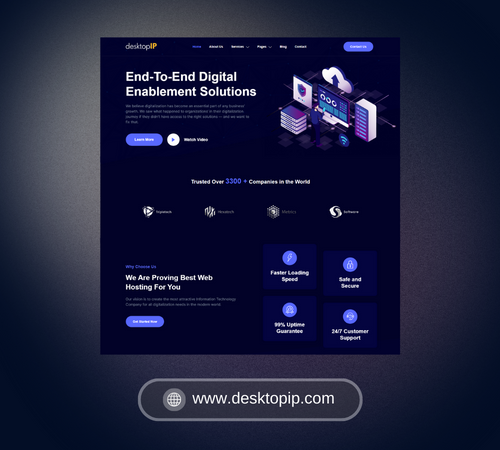 desktopIP
Home About Us Services Pages Blog Contact
Contact Us
End-To-End Digital
Enablement Solutions
We believe digitalization has become an essential part of any business'
growth. We saw what happened to organizations in their digitalization
journey if they didn't have access to the right solutions — and we want to
fix that.
Learn More
Watch Video
Trusted Over 3300 + Companies in the World
Hexatech
Software
Why Choose Us
We Are Proving Best Web
Hosting For You
Our vision is to create the most attractive Information Technology
Company for all digitalization needs in the modern world
Get Started Now
Faster Loading
Speed
Safe and
Secure
99% Uptime
Guarantee
24/7 Customer
Support
www.desktopip.com